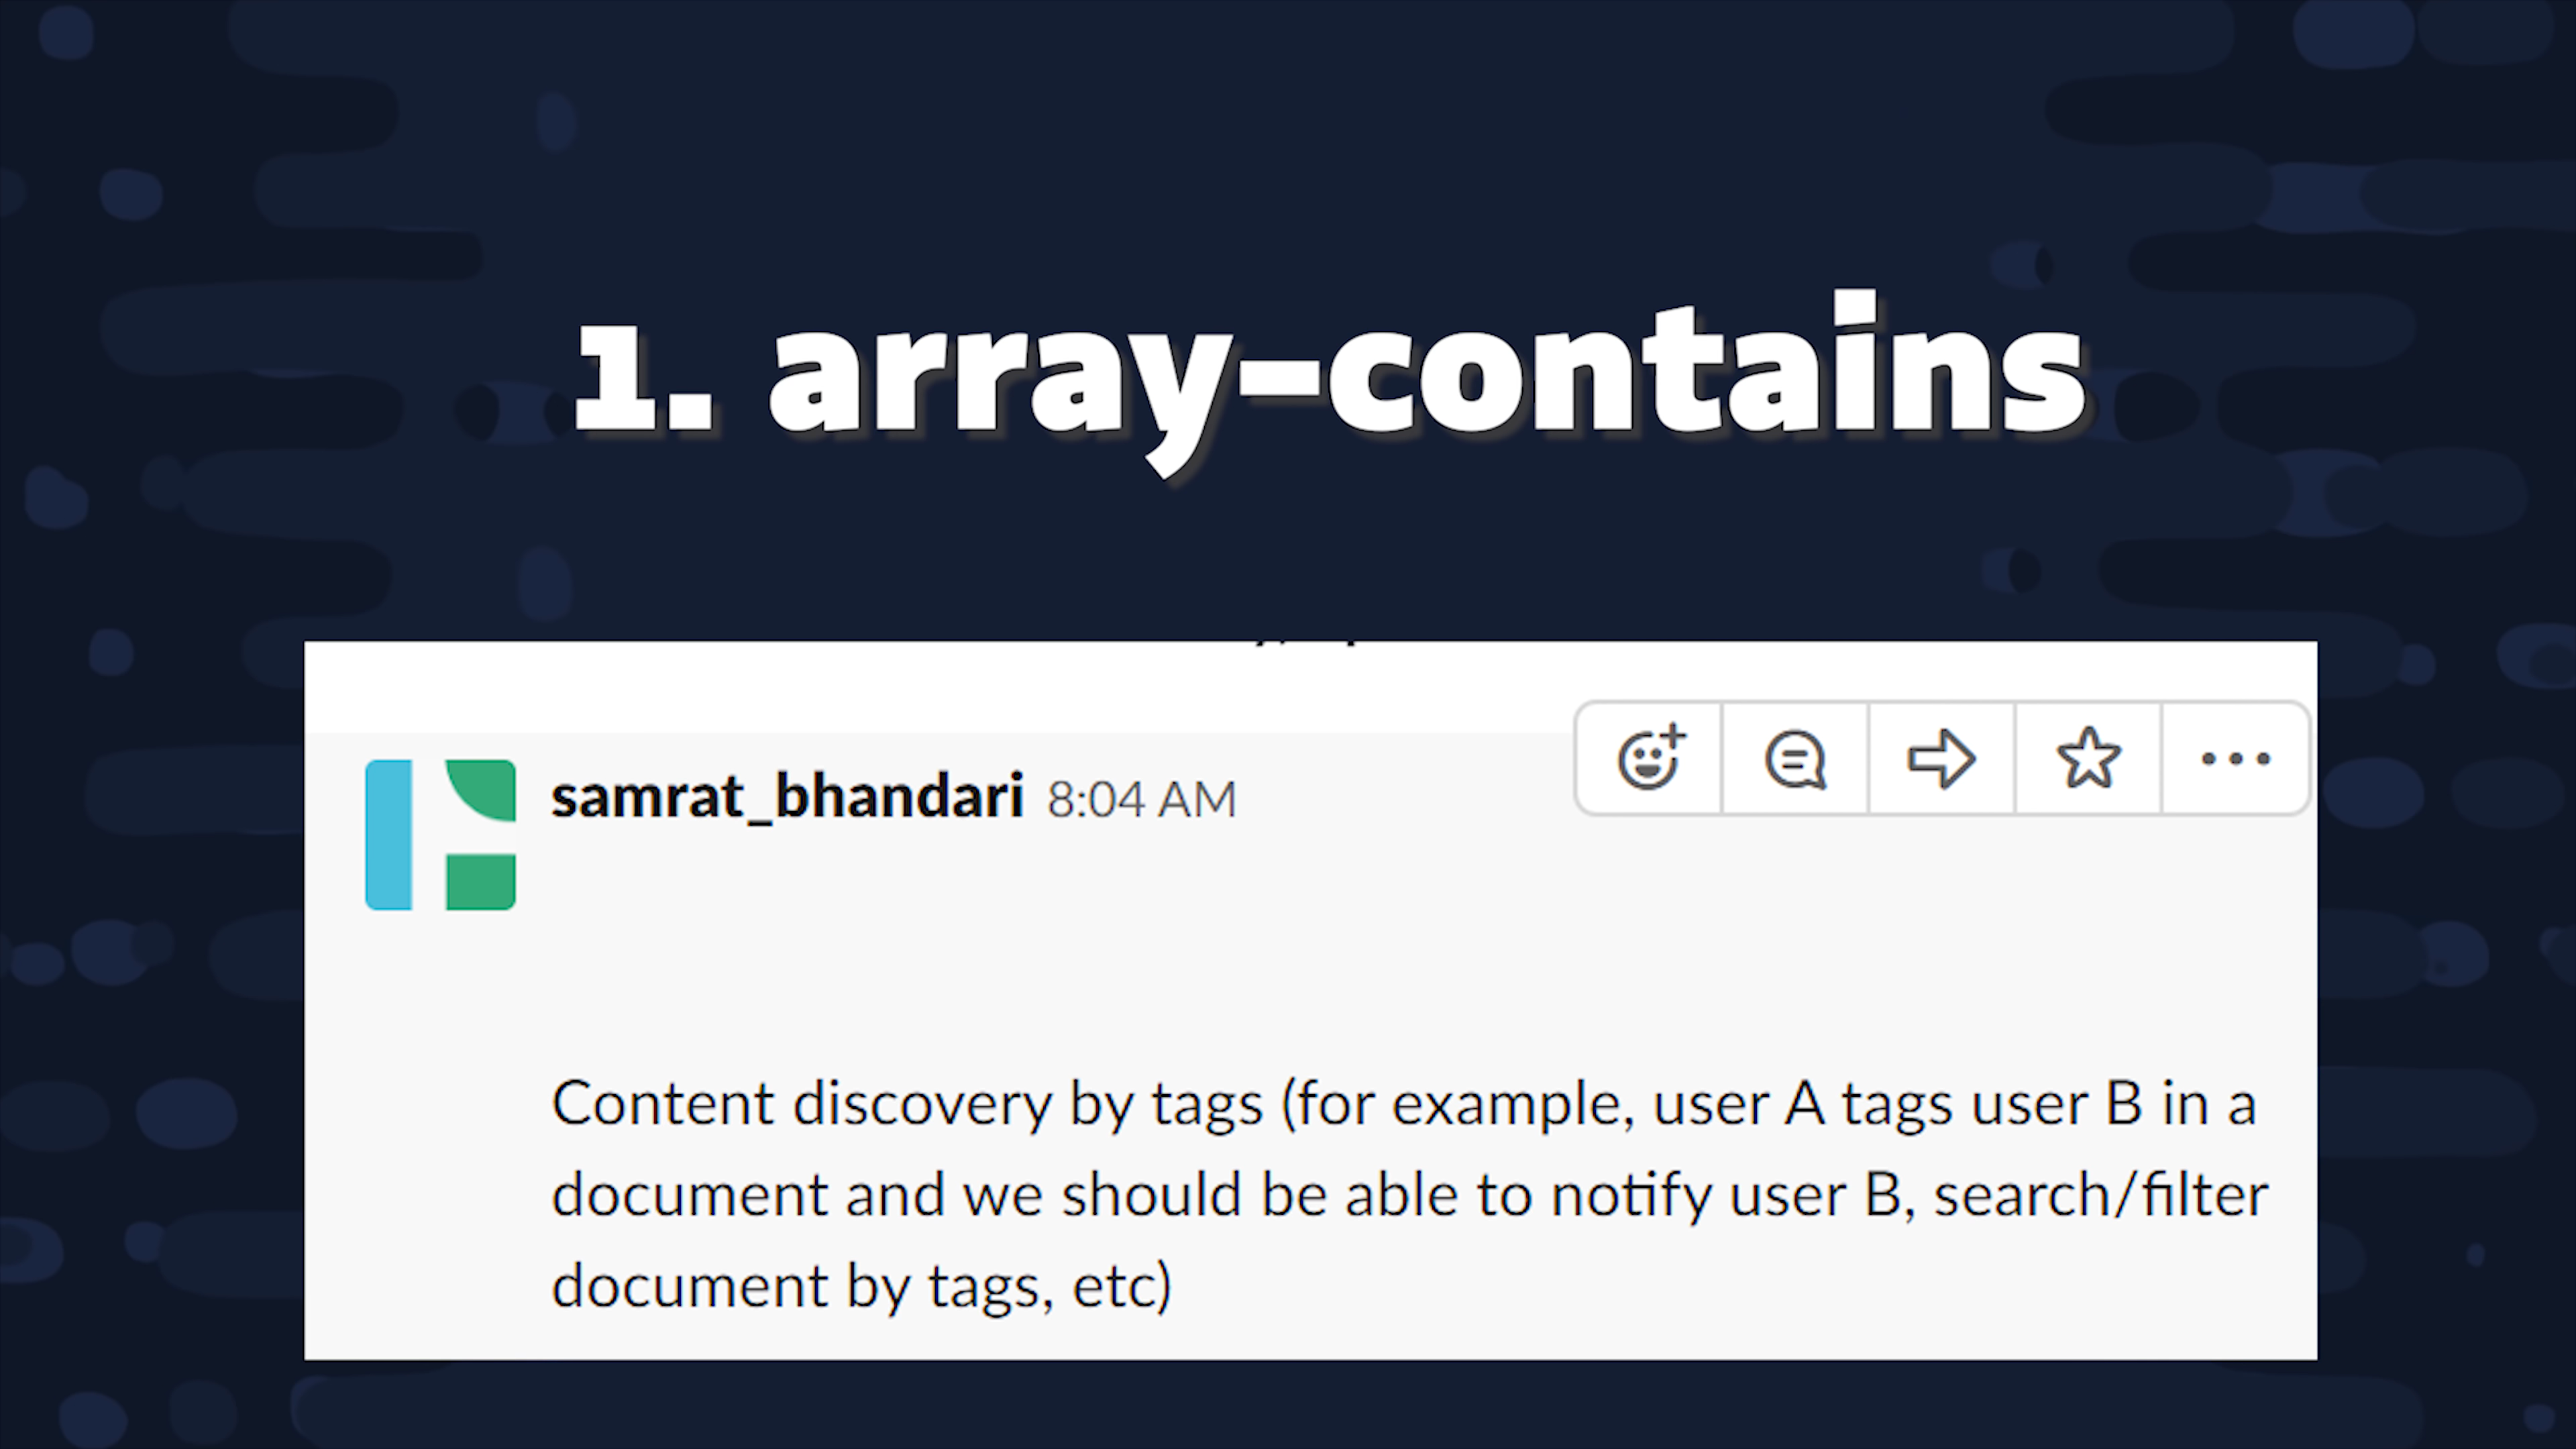 1. array-contains
samrat_bhandari 8:04 AM
Content discovery by tags (for example, user A tags user B in a
document and we should be able to notify user B, search/filter
document by tags, etc)